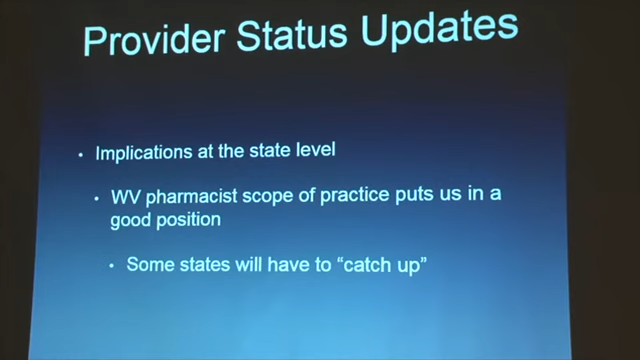 Provider Status Updates
• Implications at the state level
• WV pharmacist scope of practice puts us in a
good position
• Some states will have to “catch up”